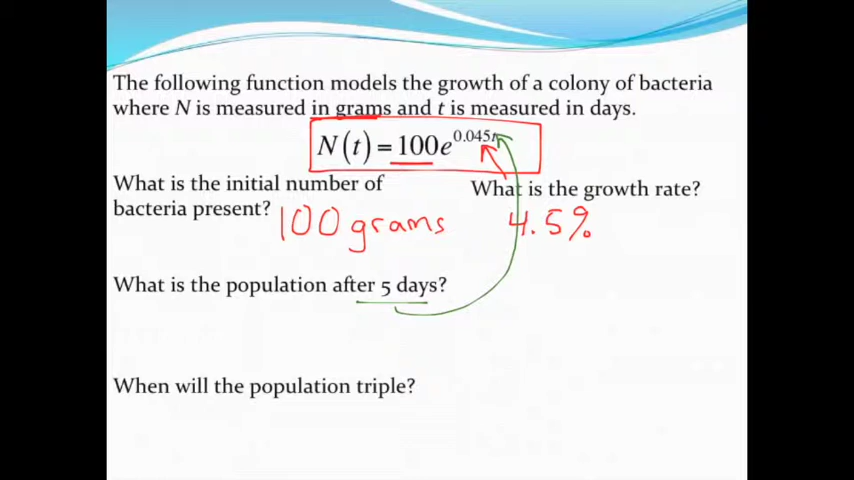 The following function models the growth of a colony of bacteria
where N is measured in grams and t is measured in days.
N(t) = 100e^{0.045t}
What is the initial number of
bacteria present? 100 grams
What is the growth rate?
4.5%
What is the population after 5 days?
When will the population triple?